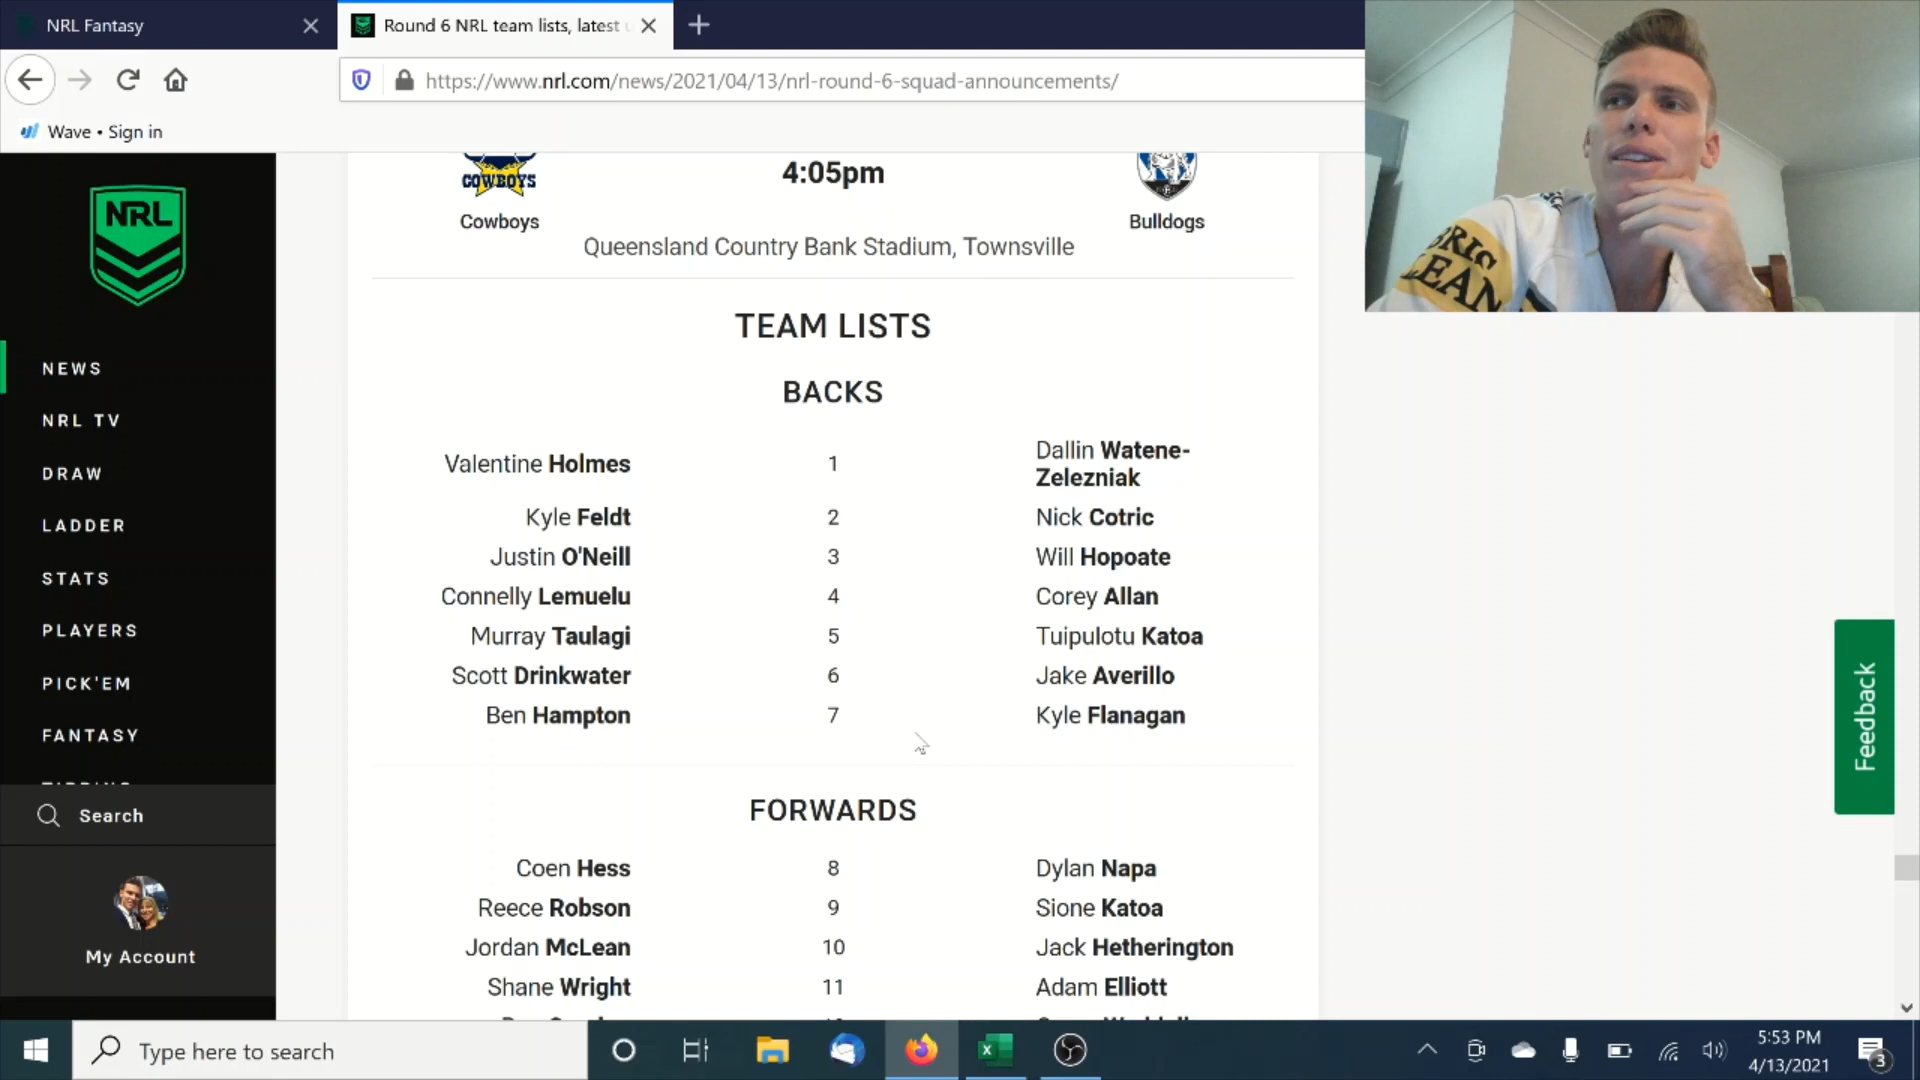 NRL Fantasy
Round 6 NRL team lists, latest u
https://www.nrl.com/news/2021/04/13/nrl-round-6-squad-announcements/
Wave • Sign in
NRL
NEWS
NRL TV
DRAW
LADDER
STATS
PLAYERS
PICK'EM
FANTASY
Search
My Account
COWBOYS
4:05pm
Cowboys
Bulldogs
Queensland Country Bank Stadium, Townsville
TEAM LISTS
BACKS
Valentine Holmes 1 Dallin Watene-
Zelezniak
Kyle Feldt 2 Nick Cotric
Justin O'Neill 3 Will Hopoate
Connelly Lemuelu 4 Corey Allan
Murray Taulagi 5 Tuipulotu Katoa
Scott Drinkwater 6 Jake Averillo
Ben Hampton 7 Kyle Flanagan
FORWARDS
Coen Hess 8 Dylan Napa
Reece Robson 9 Sione Katoa
Jordan McLean 10 Jack Hetherington
Shane Wright 11 Adam Elliott
Feedback
BRIS
LEAN
Type here to search
5:53 PM
4/13/2021
3